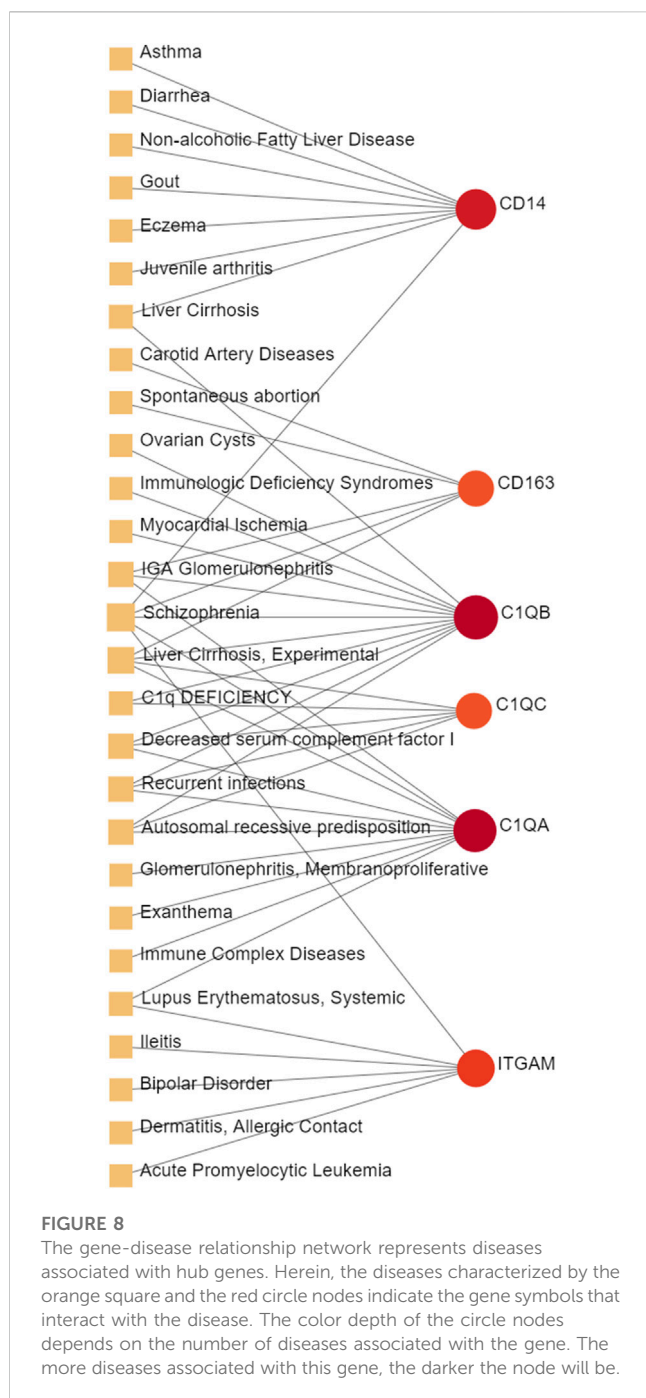 Asthma
Diarrhea
Non-alcoholic Fatty Liver Disease
Gout
CD14
Eczema
Juvenile arthritis
Liver Cirrhosis
Carotid Artery Diseases
Spontaneous abortion
Ovarian Cysts
Immunologic Deficiency Syndromes
CD163
Myocardial Ischemia
IGA Glomerulonephritis
Schizophrenia
C1QB
Liver Cirrhosis, Experimental
C1q DEFICIENCY
C1QC
Decreased serum complement factor I
Recurrent infections
Autosomal recessive predisposition
C1QA
Glomerulonephritis, Membranoproliferative
Exanthema
Immune Complex Diseases
Lupus Erythematosus, Systemic
Ileitis
ITGAM
Bipolar Disorder
Dermatitis, Allergic Contact
Acute Promyelocytic Leukemia
FIGURE 8
The gene-disease relationship network represents diseases
associated with hub genes. Herein, the diseases characterized by the
orange square and the red circle nodes indicate the gene symbols that
interact with the disease. The color depth of the circle nodes
depends on the number of diseases associated with the gene. The
more diseases associated with this gene, the darker the node will be.